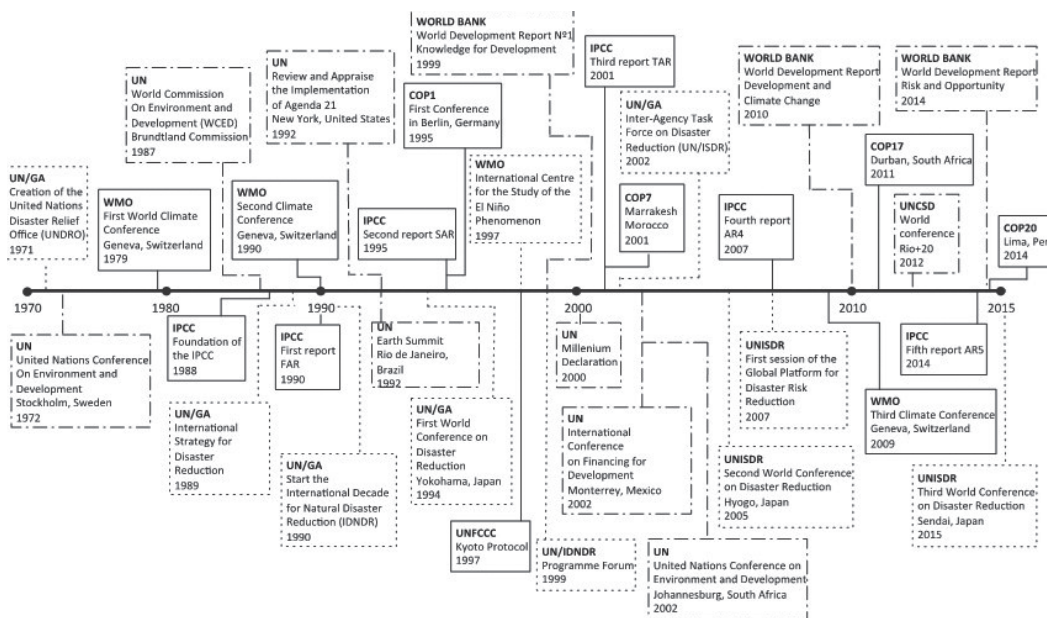 WORLD BANK
World Development Report Nº1
Knowledge for Development
1999
IPCC
Third report TAR
2001
UN
World Commission
On Environment and
Development (WCED)
Brundtland Commission
1987
UN
Review and Appraise
the Implementation
of Agenda 21
New York, United States
1992
COP1
First Conference
in Berlin, Germany
1995
UN/GA
Inter-Agency Task
Force on Disaster
Reduction (UN/ISDR)
2002
WORLD BANK
World Development Report
Development and
Climate Change
2010
WORLD BANK
World Development Report
Risk and Opportunity
2014
UN/GA
Creation of the
United Nations
Disaster Relief
Office (UNDRO)
1971
WMO
First World Climate
Conference
Geneva, Switzerland
1979
WMO
Second Climate
Conference
Geneva, Switzerland
1990
IPCC
Second report SAR
1995
WMO
International Centre
for the Study of the
El Niño
Phenomenon
1997
COP7
Marrakesh
Morocco
2001
IPCC
Fourth report
AR4
2007
COP17
Durban, South Africa
2011
UNCSD
World
conference
Rio+20
2012
COP20
Lima, Per
2014
1970
1980
1990
2000
2010
2015
UN
United Nations Conference
On Environment and
Development
Stockholm, Sweden
1972
IPCC
Foundation of
the IPCC
1988
IPCC
First report
FAR
1990
UN
Earth Summit
Rio de Janeiro,
Brazil
1992
UN
Millenium
Declaration
2000
UNISDR
First session of the
Global Platform for
Disaster Risk
Reduction
2007
IPCC
Fifth report AR5
2014
UN/GA
International
Strategy for
Disaster
Reduction
1989
UN/GA
Start the
International Decade
for Natural Disaster
Reduction (IDNDR)
1990
UN/GA
First World
Conference on
Disaster
Reduction
Yokohama, Japan
1994
UN
International
Conference
on Financing for
Development
Monterrey, Mexico
2002
UNISDR
Second World Conference
on Disaster Reduction
Hyogo, Japan
2005
WMO
Third Climate Conference
Geneva, Switzerland
2009
UNISDR
Third World Conference
on Disaster Reduction
Sendai, Japan
2015
UNFCCC
Kyoto Protocol
1997
UN/IDNDR
Programme Forum
1999
UN
United Nations Conference on
Environment and Development
Johannesburg, South Africa
2002